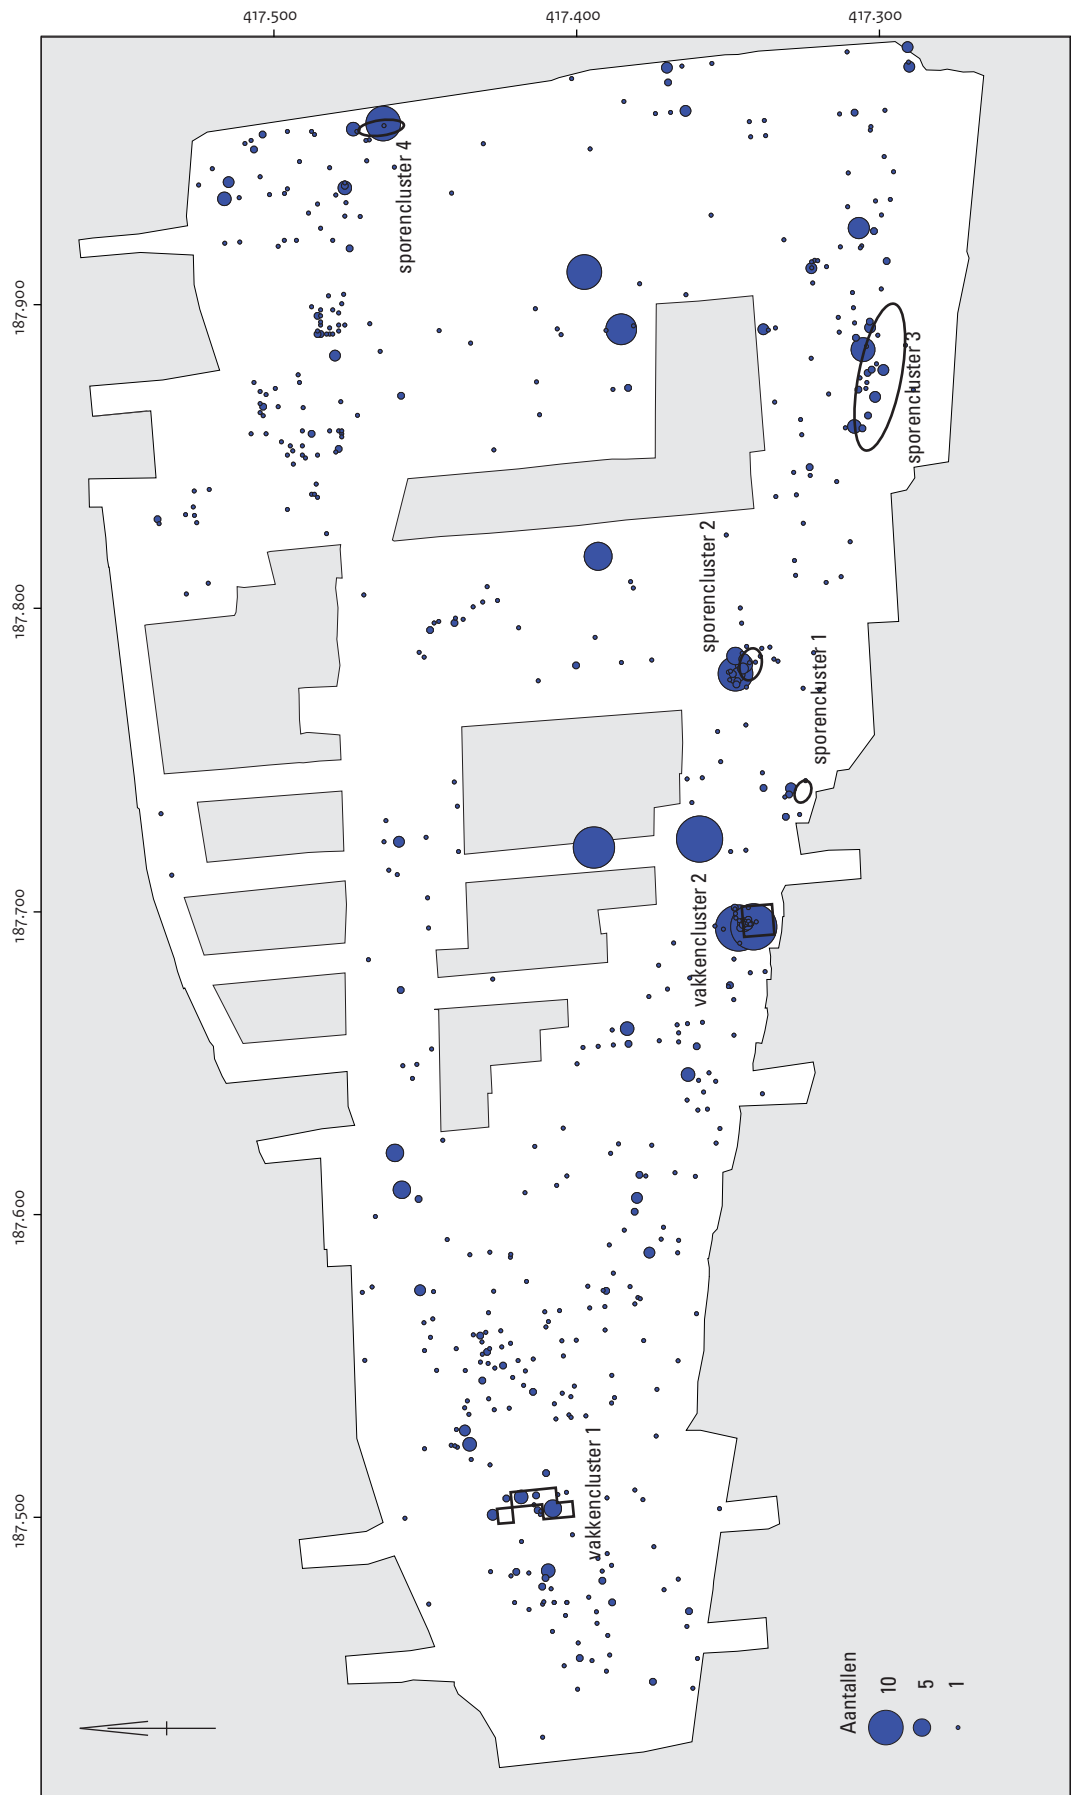 417.500
417.400
417.300
187.900
187.800
187.700
187.600
187.500
sporencluster 4
sporencluster 3
sporencluster 2
sporencluster 1
vakkencluster 2
vakkencluster 1
Aantallen
10
5
1